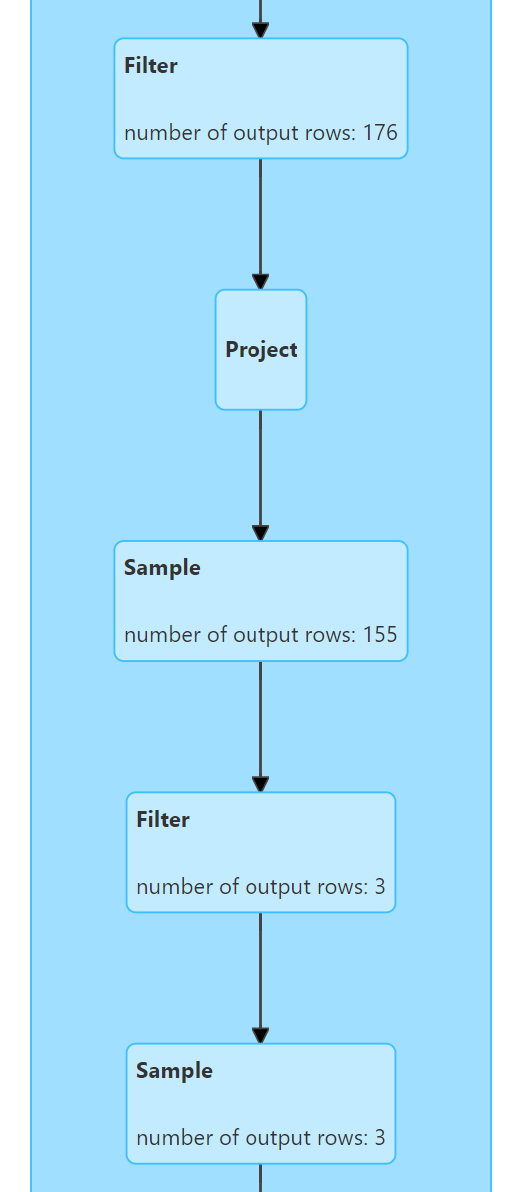 Filter
number of output rows: 176
Project
Sample
number of output rows: 155
Filter
number of output rows: 3
Sample
number of output rows: 3